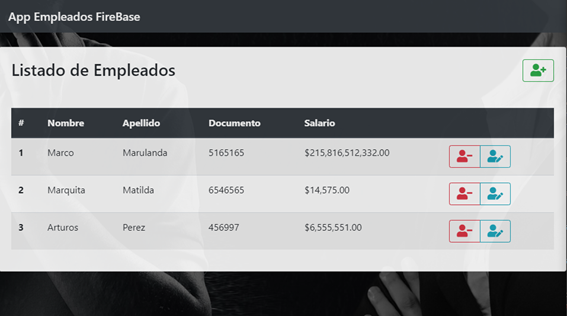 App Empleados FireBase
Listado de Empleados
# Nombre Apellido Documento Salario
1 Marco Marulanda 5165165 $215,816,512,332.00
2 Marquita Matilda 6546565 $14,575.00
3 Arturos Perez 456997 $6,555,551.00